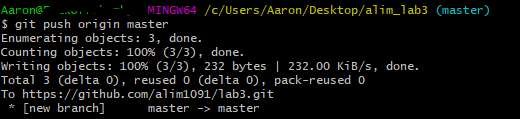 MINGW64 /c/Users/Aaron/Desktop/alim_lab3 (master)
$ git push origin master
Enumerating objects: 3, done.
Counting objects: 100% (3/3), done.
Writing objects: 100% (3/3), 232 bytes | 232.00 KiB/s, done.
Total 3 (delta 0), reused 0 (delta 0), pack-reused 0
To https://github.com/alim1091/lab3.git
 * [new branch]      master -> master